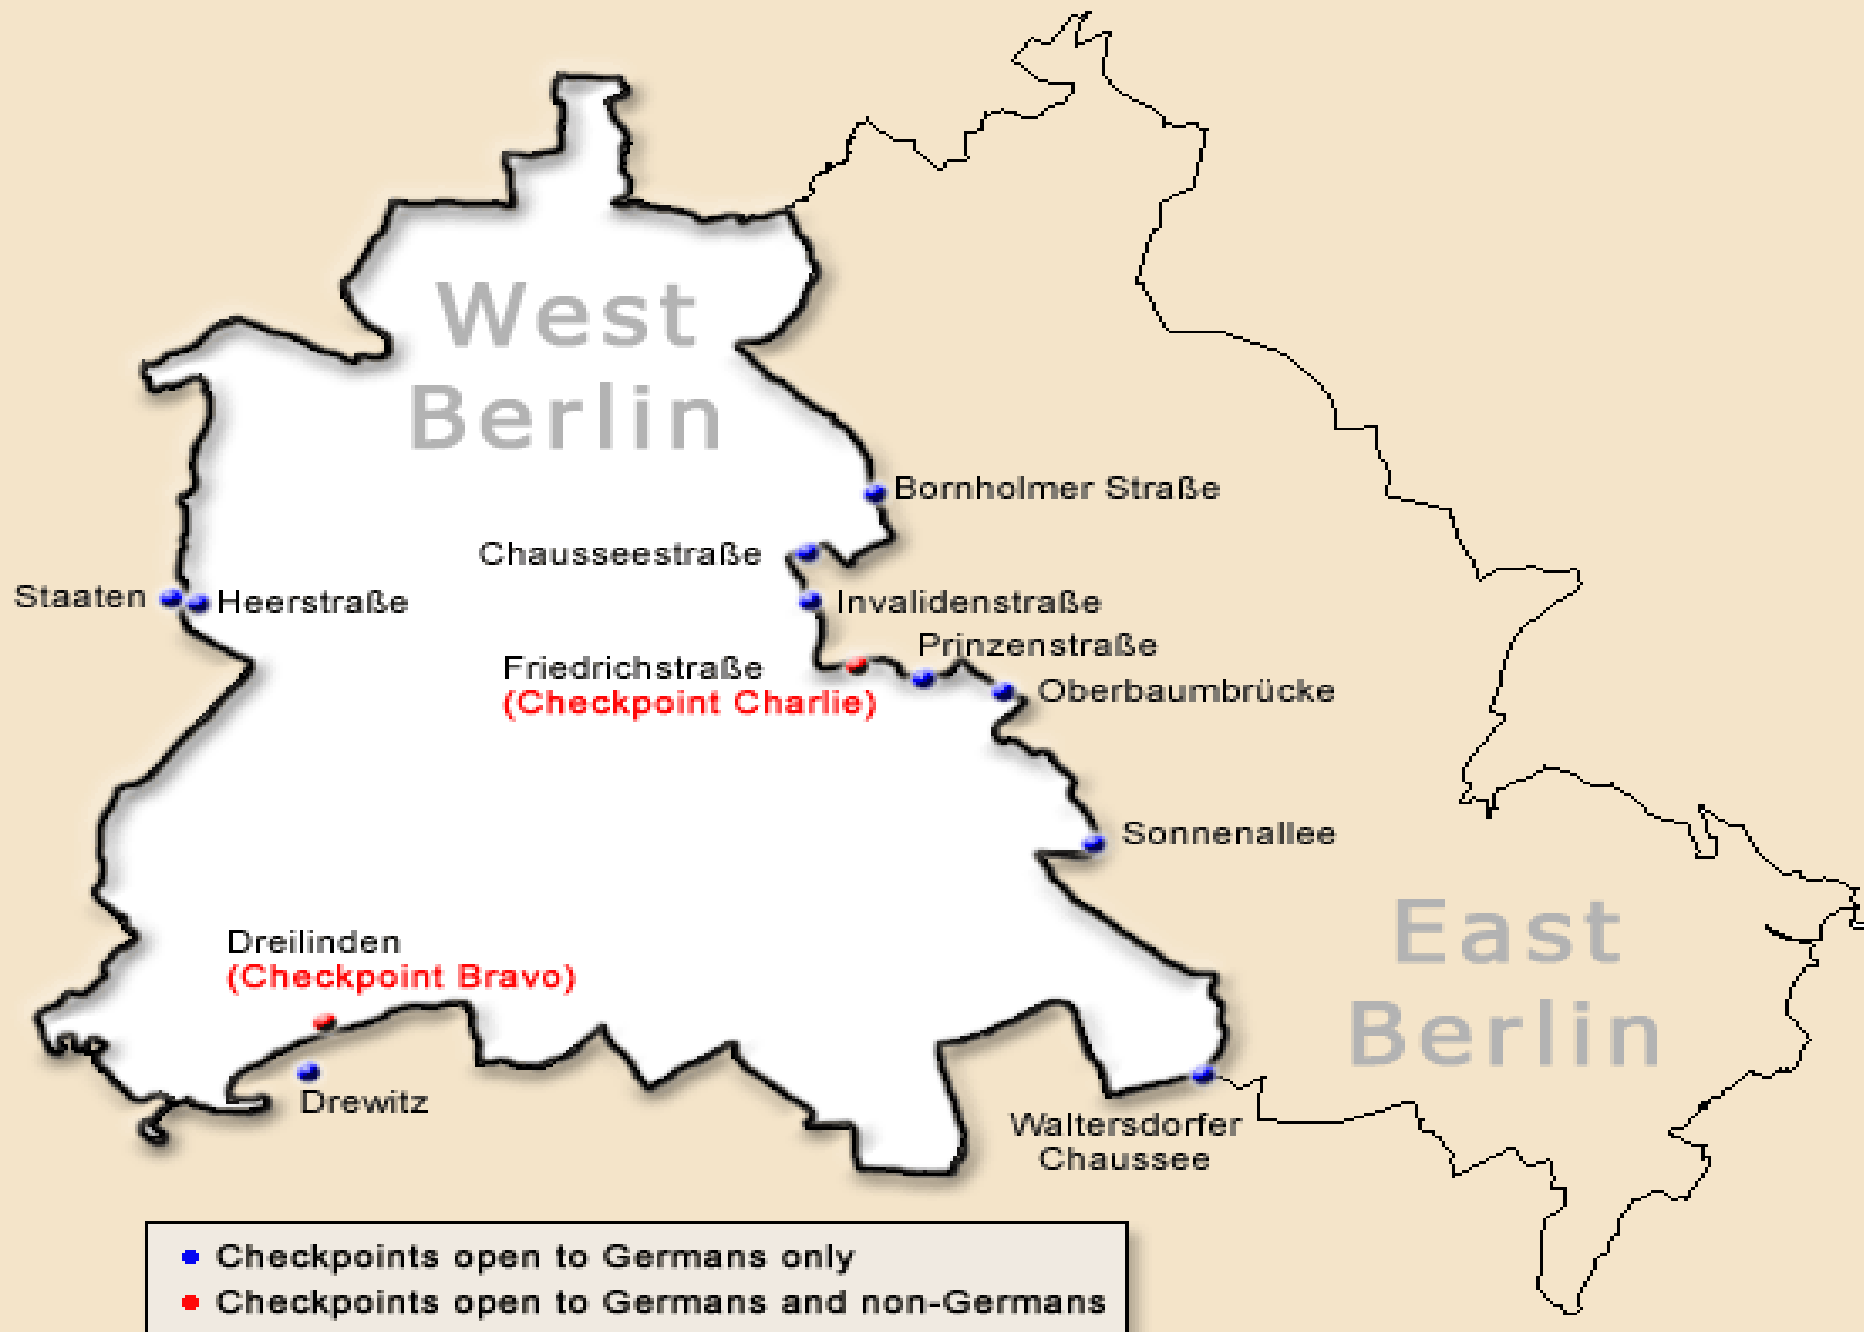 West
Berlin
Bornholmer Straße
Chausseestraße
Staaten
Heerstraße
Invalidenstraße
Prinzenstraße
Friedrichstraße
(Checkpoint Charlie)
Oberbaumbrücke
Sonnenallee
East
Berlin
Dreilinden
(Checkpoint Bravo)
Drewitz
Waltersdorfer
Chaussee
Checkpoints open to Germans only
Checkpoints open to Germans and non-Germans